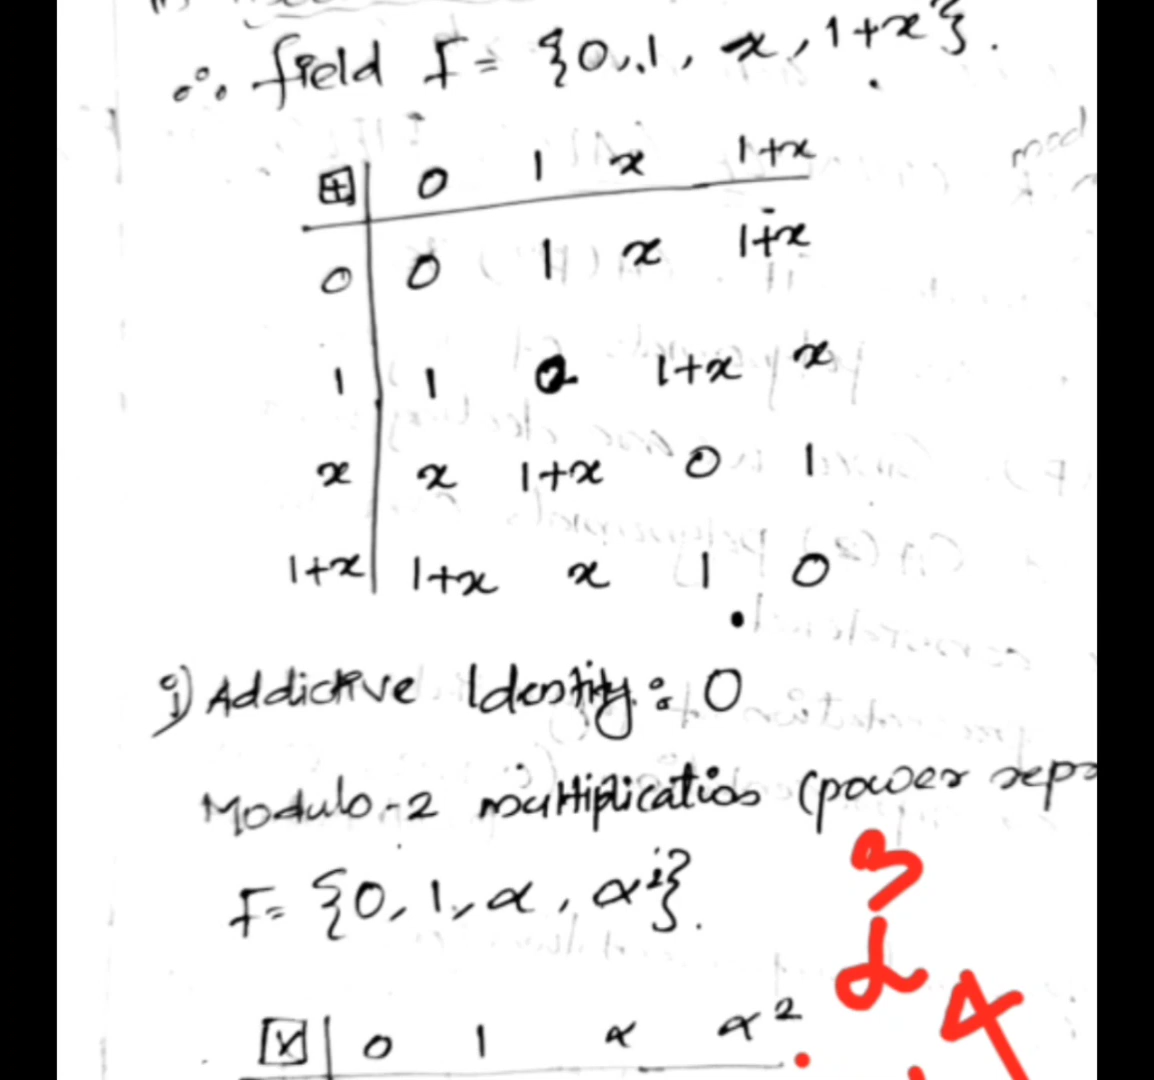 ∴ field F = {0, 1, x, 1+x}.
⊞ 0 1 x 1+x
0 0 1 x 1+x
1 1 0 1+x x
x x 1+x 0 1
1+x 1+x x 1 0
i) Addictive Identity : 0
Modulo-2 multiplication (power repr
F = {0, 1, α, α²}.
3
α
4
☒ 0 1 α α²